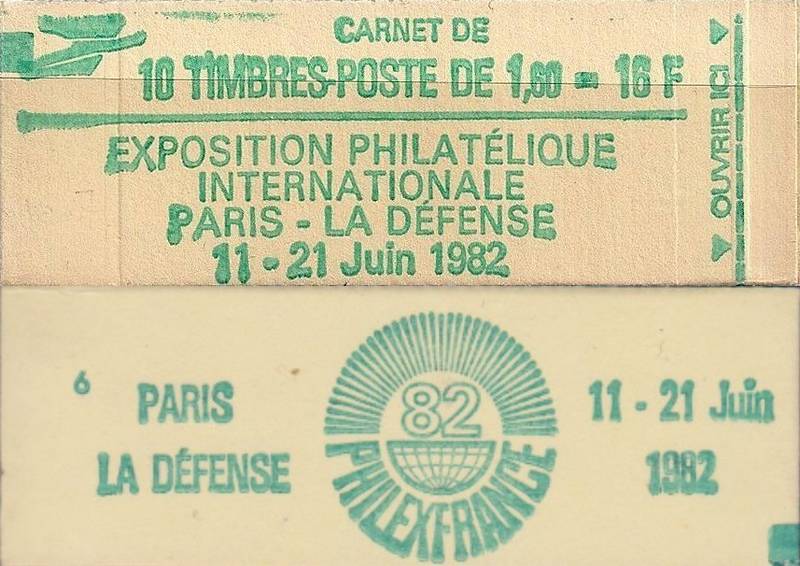 CARNET DE
10 TIMBRES-POSTE DE 1,60 = 16 F
EXPOSITION PHILATÉLIQUE
INTERNATIONALE
PARIS - LA DÉFENSE
11 - 21 Juin 1982
OUVRIR ICI
6
PARIS
LA DÉFENSE
82
PHILEXFRANCE
11 - 21 Juin
1982